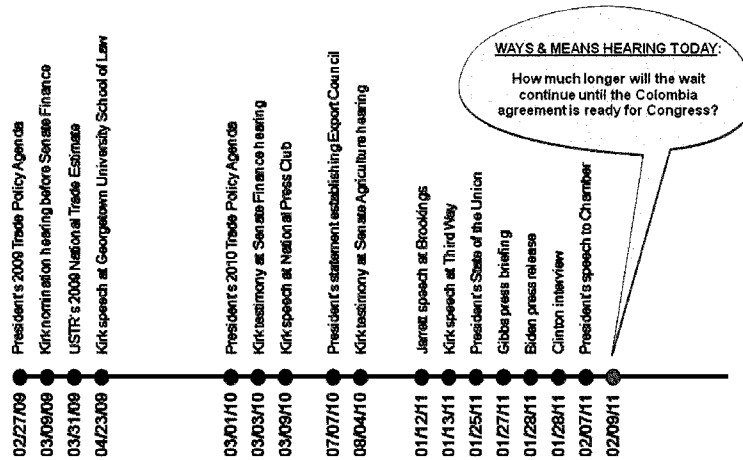 WAYS & MEANS HEARING TODAY:
How much longer will the wait
continue until the Colombia
agreement is ready for Congress?
President's 2009 Trade Policy Agenda
Kirk nomination hearing before Senate Finance
USTR's 2009 National Trade Estimate
Kirk speech at Georgetown University School of Law
President's 2010 Trade Policy Agenda
Kirk testimony at Senate Finance hearing
Kirk speech at National Press Club
President's statement establishing Export Council
Kirk testimony at Senate Agriculture hearing
Jarrett speech at Brookings
Kirk speech at Third Way
President's State of the Union
Gibbs press briefing
Biden press release
Clinton interview
President's speech to Chamber
02/27/09
03/09/09
03/31/09
04/23/09
03/01/10
03/03/10
03/09/10
07/07/10
08/04/10
01/12/11
01/13/11
01/25/11
01/27/11
01/28/11
01/28/11
02/07/11
02/09/11